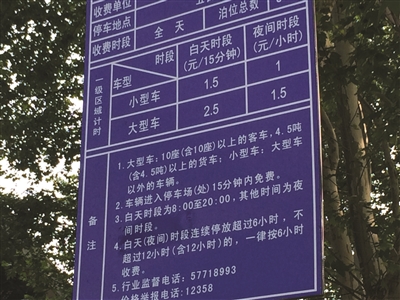 收费单位
停车地点
泊位总数
收费时段 全天
一级区域计时
时段
车型
白天时段
(元/15分钟)
夜间时段
(元/小时)
小型车 1.5 1
大型车 2.5 1.5
备注
1.大型车:10座(含10座)以上的客车,4.5吨
(含4.5吨)以上的货车;小型车:大型车
以外的车辆。
2.车辆进入停车场(处)15分钟内免费。
3.白天时段为8:00至20:00,其他时间为夜
间时段。
4.白天(夜间)时段连续停放超过6小时,不
超过12小时(含12小时)的,一律按6小时
收费。
5.行业监督电话:57718993
价格举报电话:12358